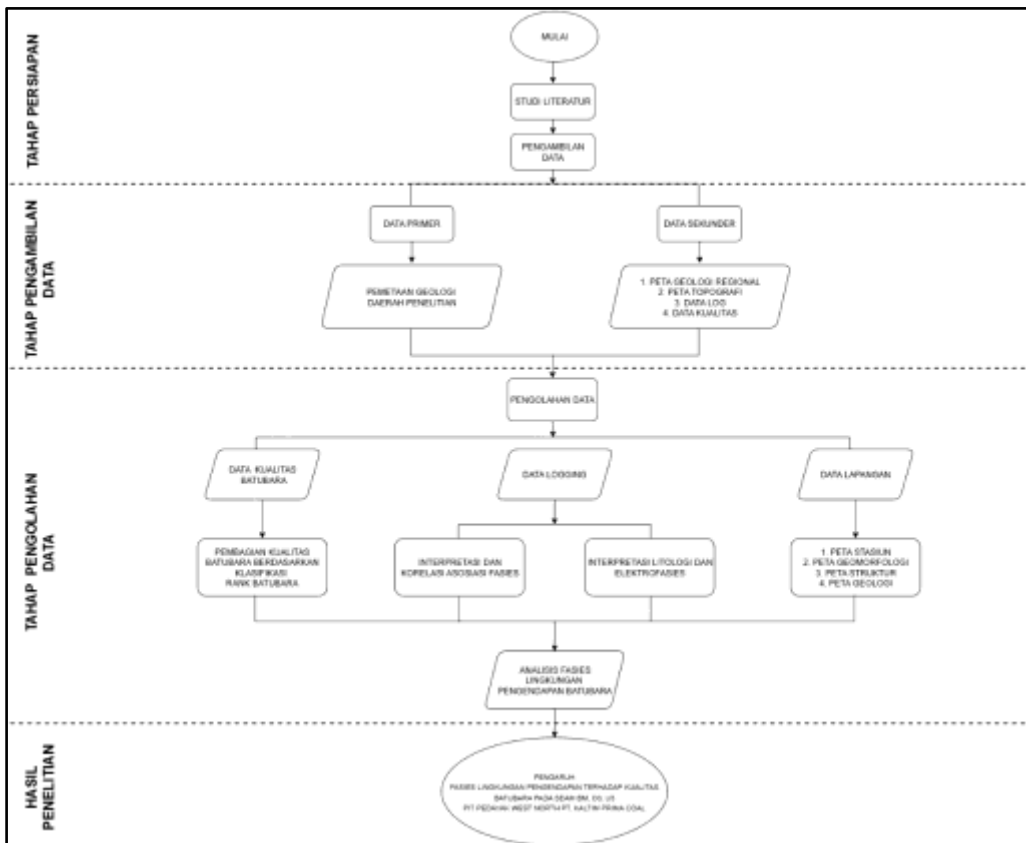 TAHAP PERSIAPAN
MULAI
STUDI LITERATUR
PENGAMBILAN
DATA
TAHAP PENGAMBILAN
DATA
DATA PRIMER
DATA SEKUNDER
PEMETAAN GEOLOGI
DAERAH PENELITIAN
1. PETA GEOLOGI REGIONAL
2. PETA TOPOGRAFI
3. DATA LOG
4. DATA KUALITAS
TAHAP PENGOLAHAN
DATA
PENGOLAHAN DATA
DATA KUALITAS
BATUBARA
DATA LOGGING
DATA LAPANGAN
PEMBAGIAN KUALITAS
BATUBARA BERDASARKAN
KLASIFIKASI
RANK BATUBARA
INTERPRETASI DAN
KORELASI ASOSIASI FASIES
INTERPRETASI LITOLOGI DAN
ELEKTROFASIES
1. PETA STASIUN
2. PETA GEOMORFOLOGI
3. PETA STRUKTUR
4. PETA GEOLOGI
ANALISIS FASIES
LINGKUNGAN
PENGENDAPAN BATUBARA
HASIL
PENELITIAN
PENGARUH
FASIES LINGKUNGAN PENGENDAPAN TERHADAP KUALITAS
BATUBARA PADA SEAM
PIT WEST NORTH PT. KALTIM PRIMA COAL